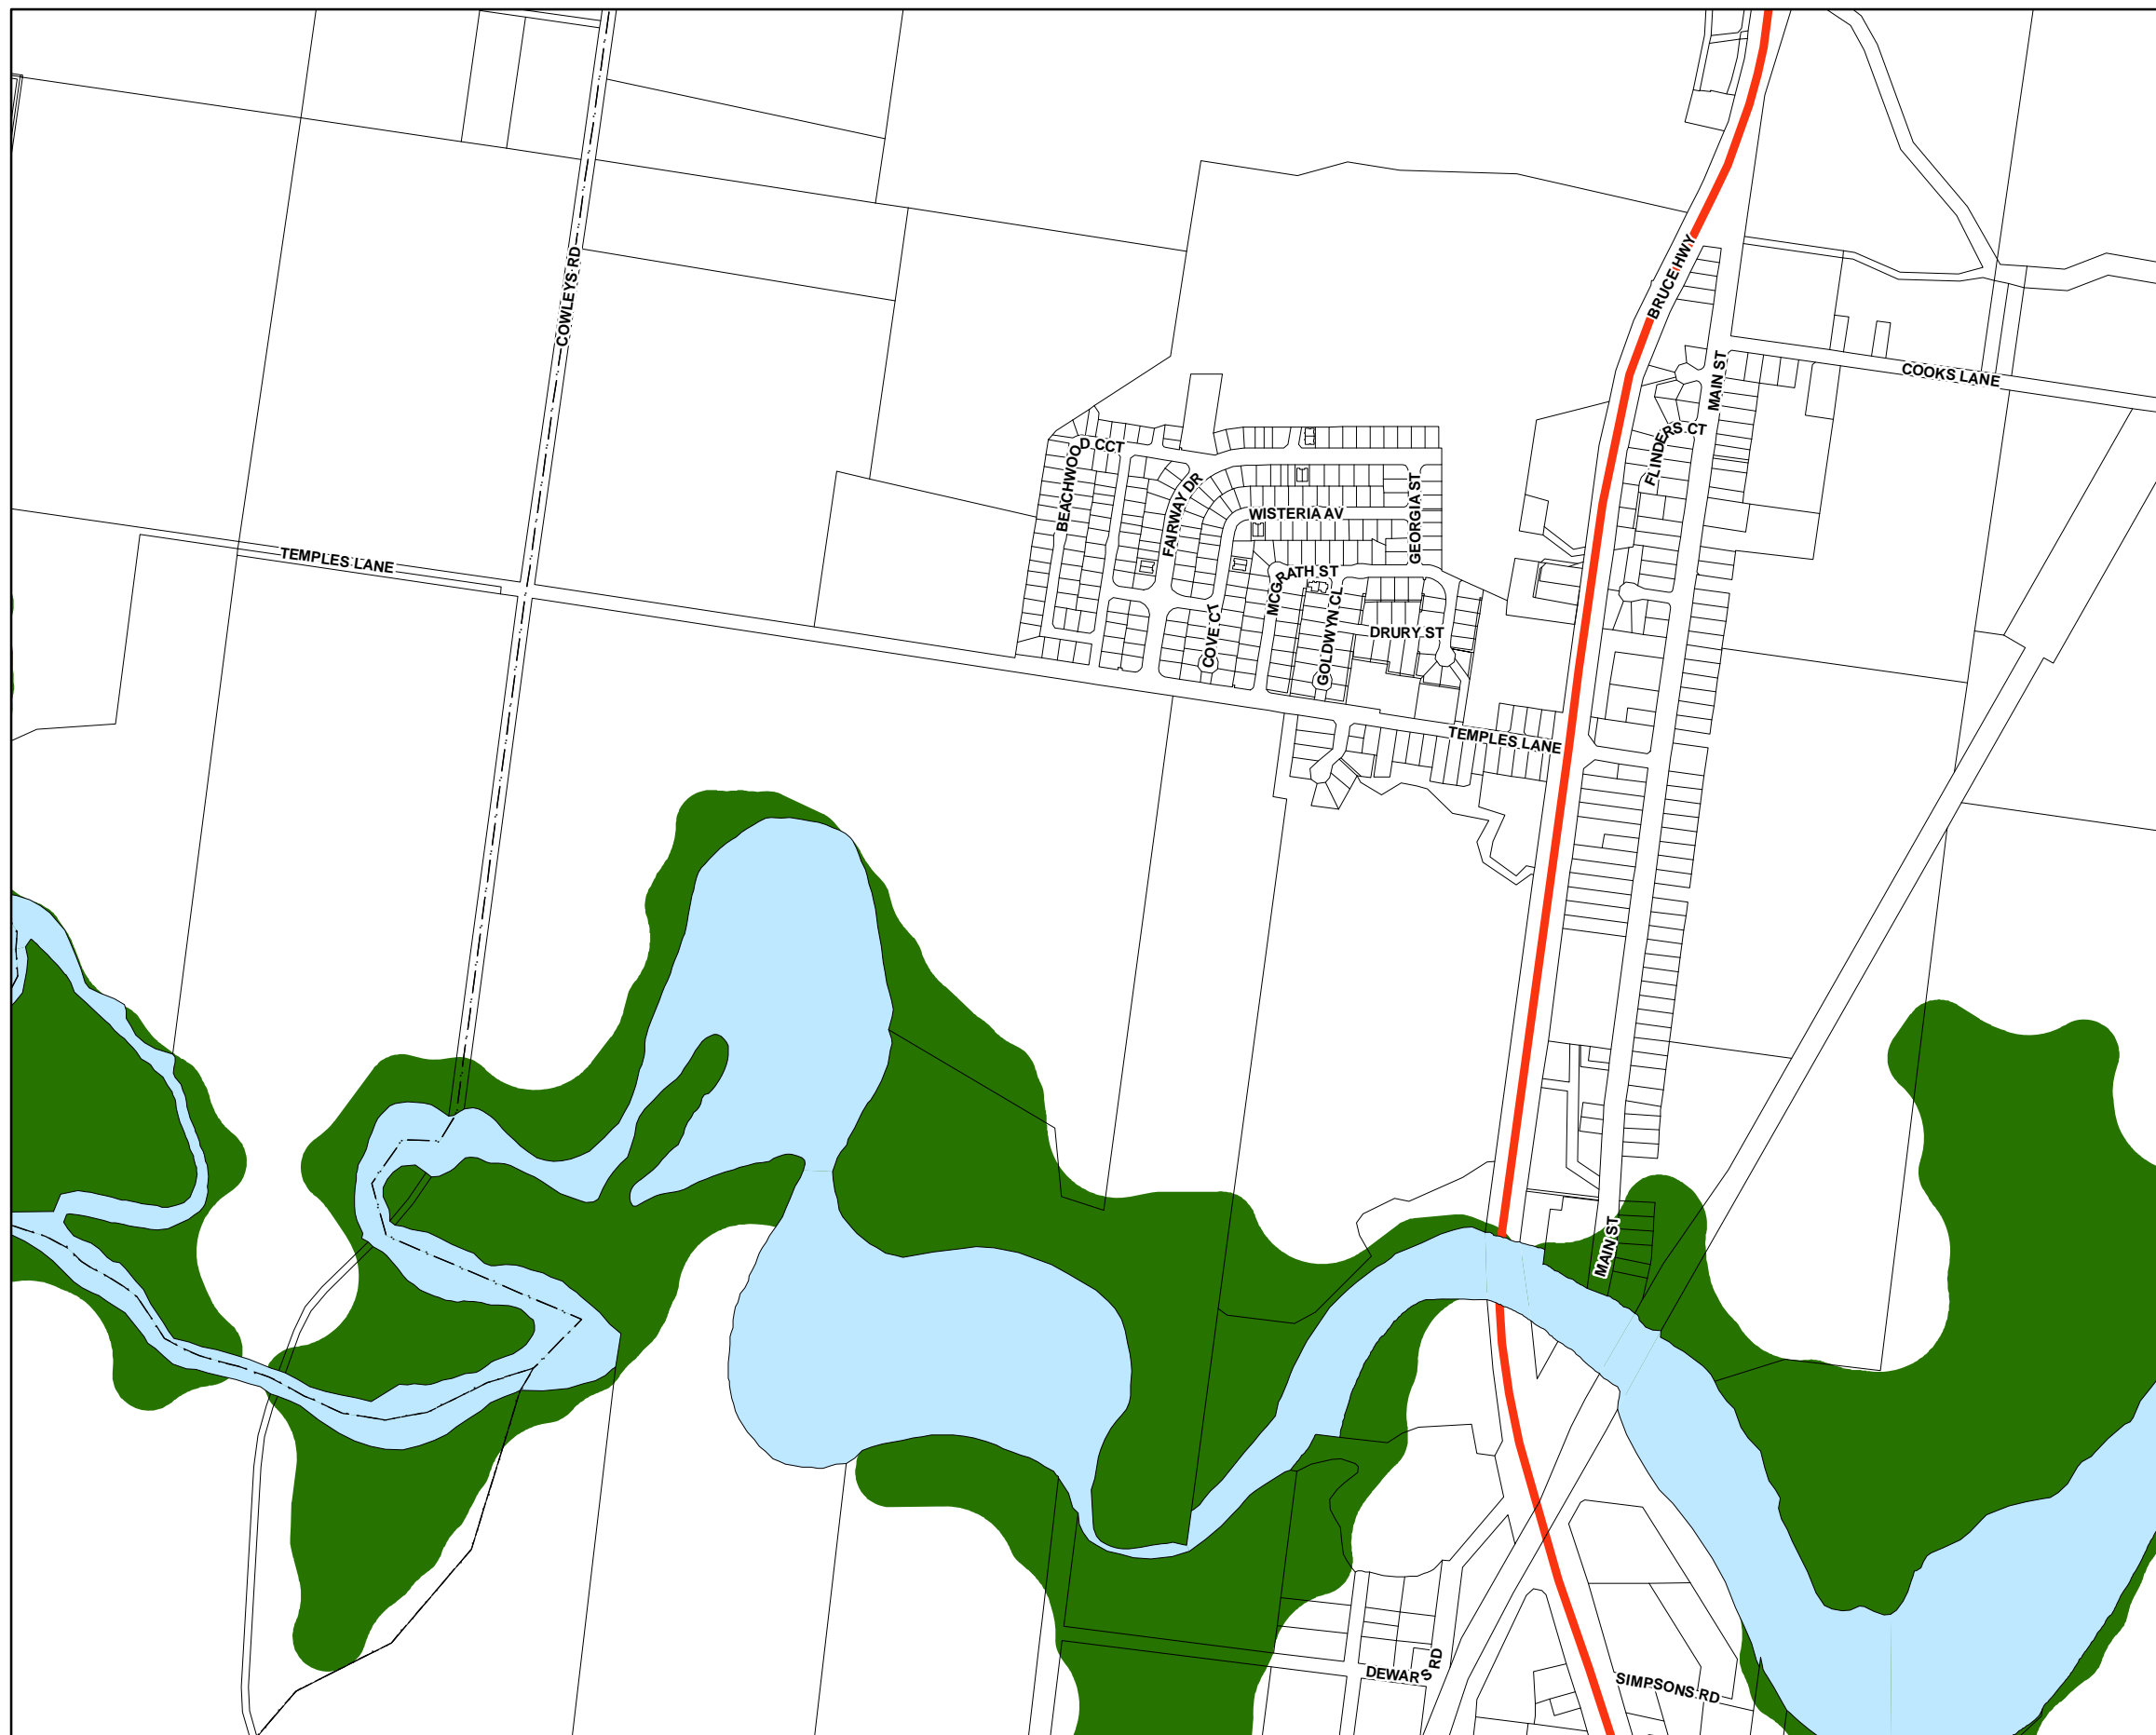 BRUCE HWY
COWLEYS RD
MAIN ST
COOKS LANE
FLINDERS CT
BEACHWOOD CCT
FAIRWAY DR
WISTERIA AV
GEORGIA ST
TEMPLES LANE
MCGRATH ST
GOLDWYN CL
COVE CT
DRURY ST
TEMPLES LANE
MAIN ST
DEWARS RD
SIMPSONS RD